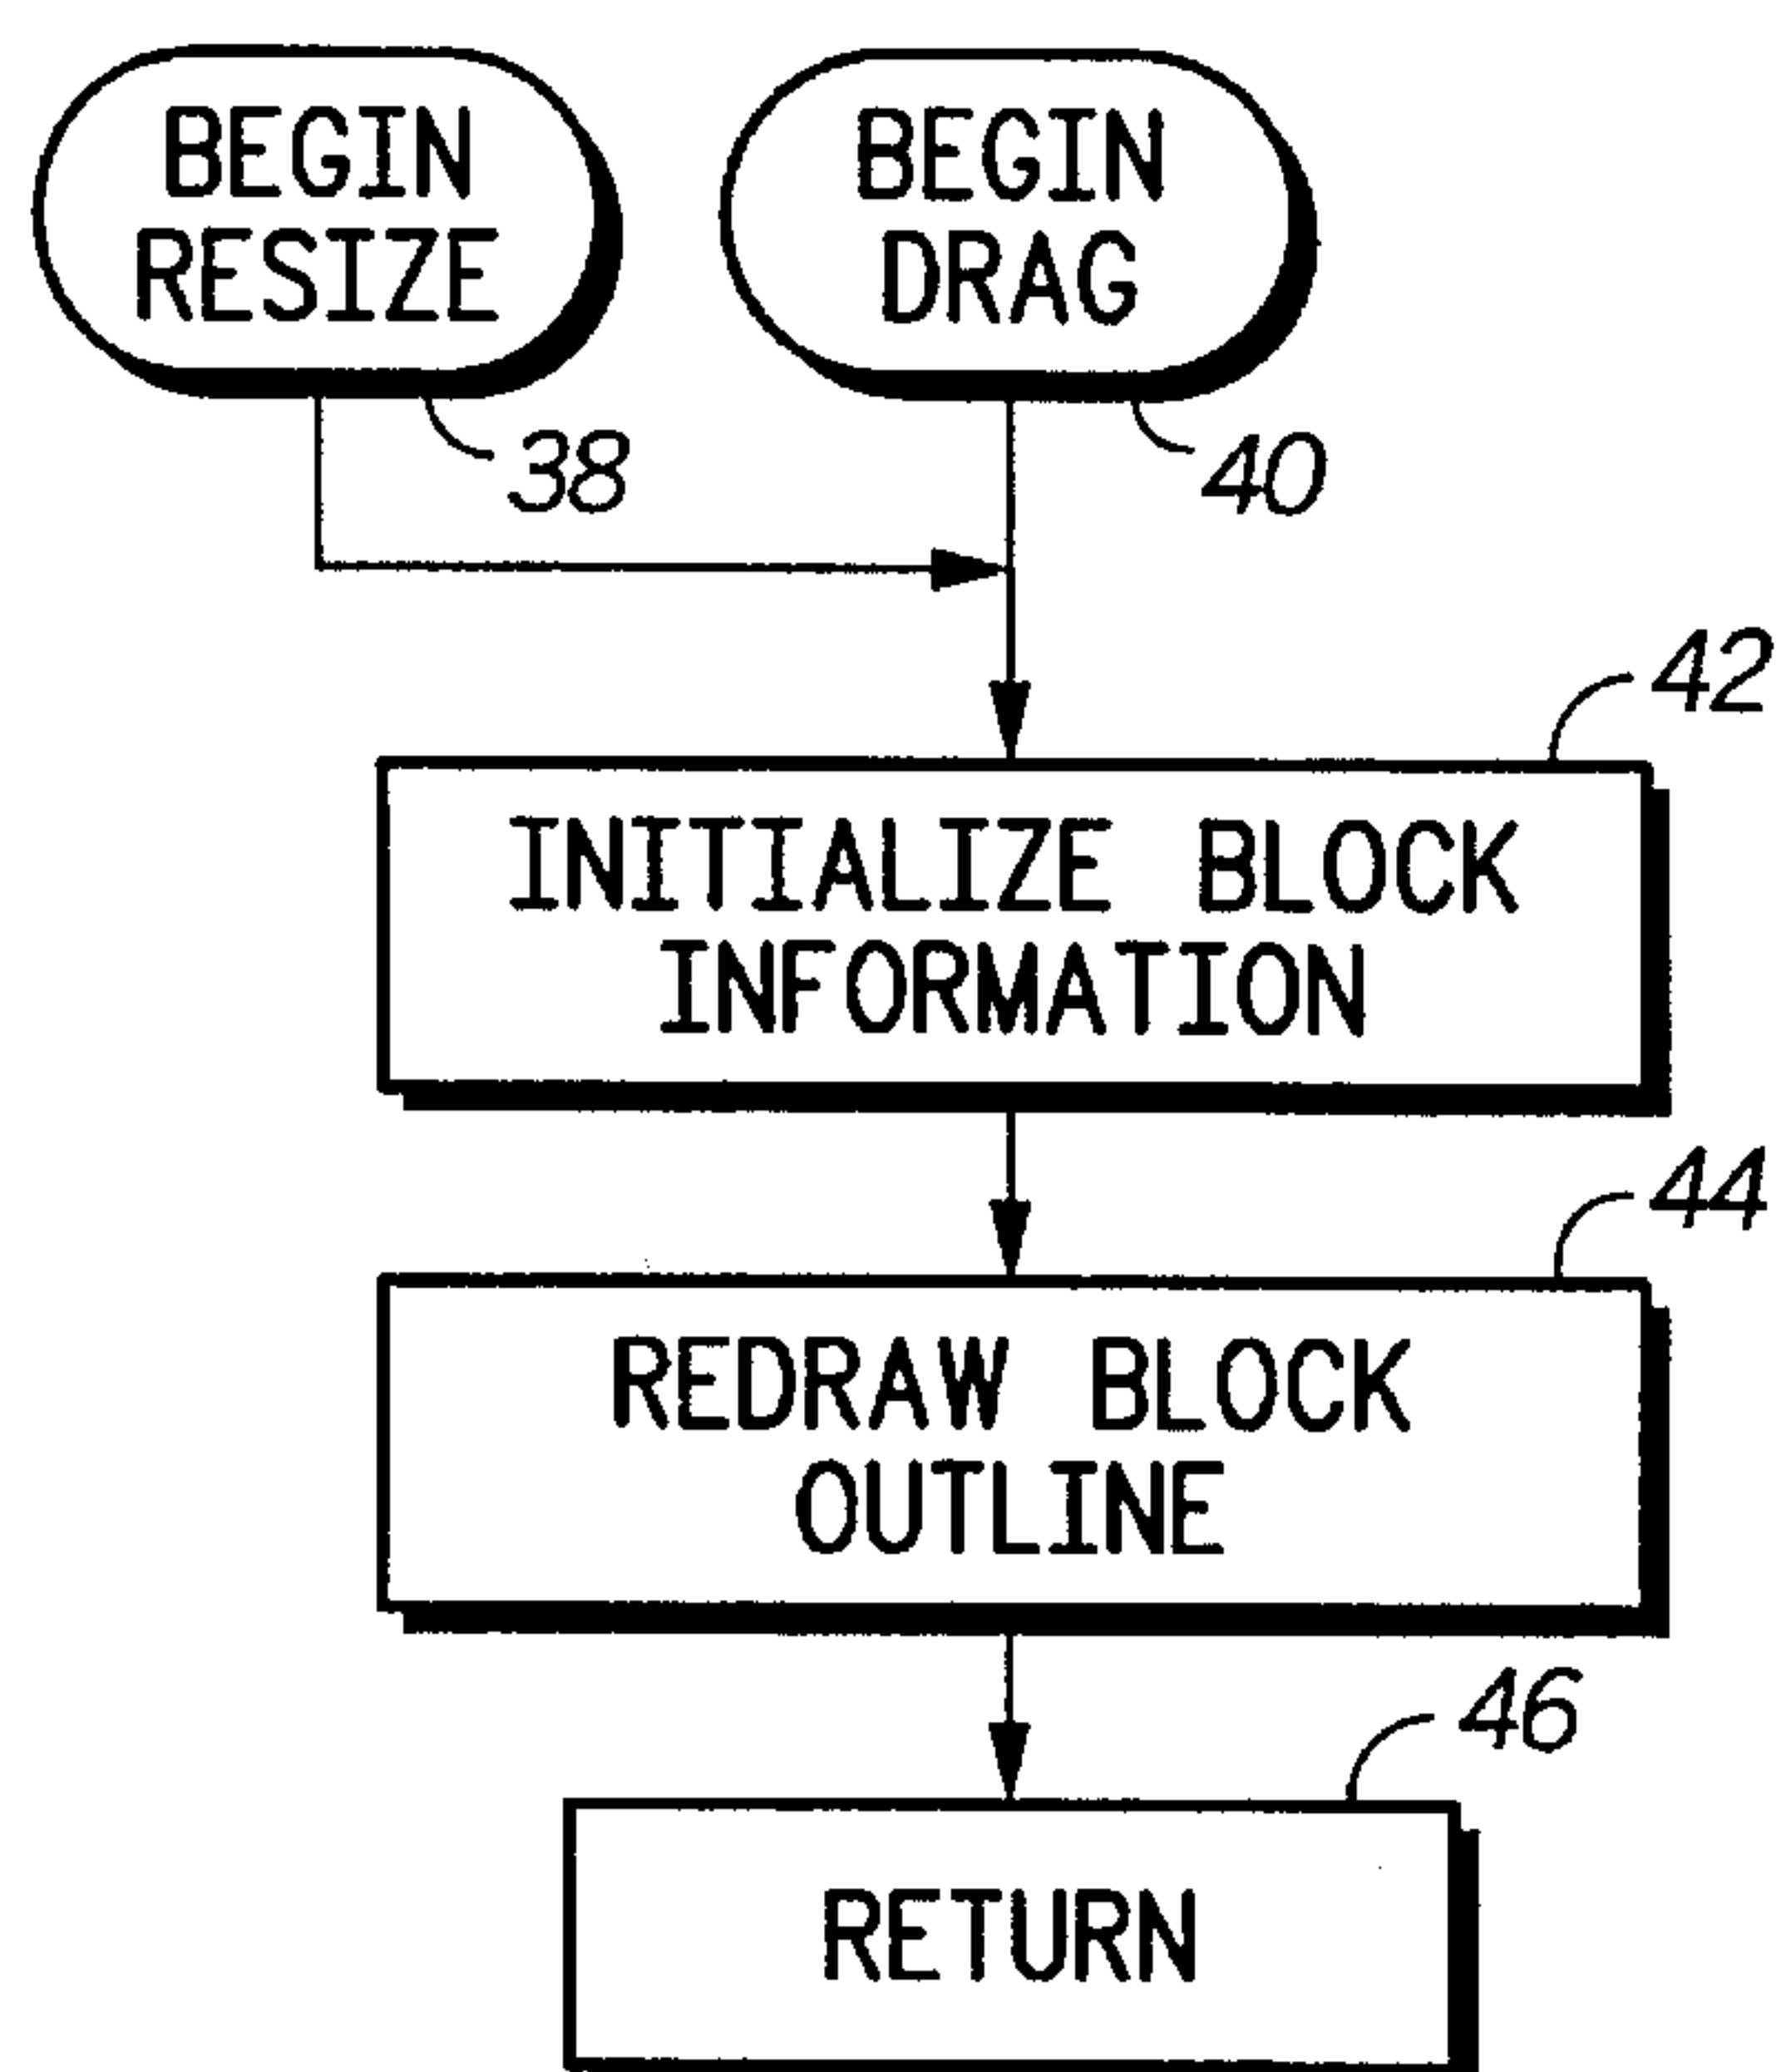 BEGIN
RESIZE
BEGIN
DRAG
38
40
42
INITIALIZE BLOCK
INFORMATION
44
REDRAW BLOCK
OUTLINE
46
RETURN